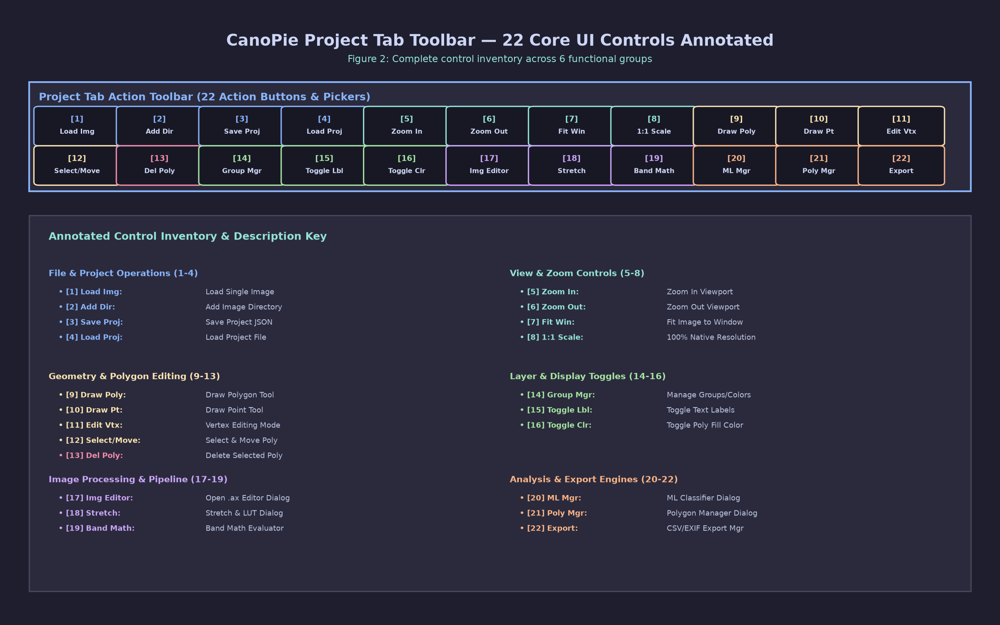 CanoPie Project Tab Toolbar — 22 Core UI Controls Annotated
Figure 2: Complete control inventory across 6 functional groups
Project Tab Action Toolbar (22 Action Buttons & Pickers)
[1] [2] [3] [4] [5] [6] [7] [8] [9] [10] [11]
Load Img Add Dir Save Proj Load Proj Zoom In Zoom Out Fit Win 1:1 Scale Draw Poly Draw Pt Edit Vtx
[12] [13] [14] [15] [16] [17] [18] [19] [20] [21] [22]
Select/Move Del Poly Group Mgr Toggle Lbl Toggle Clr Img Editor Stretch Band Math ML Mgr Poly Mgr Export
Annotated Control Inventory & Description Key
File & Project Operations (1-4)
• [1] Load Img: Load Single Image
• [2] Add Dir: Add Image Directory
• [3] Save Proj: Save Project JSON
• [4] Load Proj: Load Project File
View & Zoom Controls (5-8)
• [5] Zoom In: Zoom In Viewport
• [6] Zoom Out: Zoom Out Viewport
• [7] Fit Win: Fit Image to Window
• [8] 1:1 Scale: 100% Native Resolution
Geometry & Polygon Editing (9-13)
• [9] Draw Poly: Draw Polygon Tool
• [10] Draw Pt: Draw Point Tool
• [11] Edit Vtx: Vertex Editing Mode
• [12] Select/Move: Select & Move Poly
• [13] Del Poly: Delete Selected Poly
Layer & Display Toggles (14-16)
• [14] Group Mgr: Manage Groups/Colors
• [15] Toggle Lbl: Toggle Text Labels
• [16] Toggle Clr: Toggle Poly Fill Color
Image Processing & Pipeline (17-19)
• [17] Img Editor: Open .ax Editor Dialog
• [18] Stretch: Stretch & LUT Dialog
• [19] Band Math: Band Math Evaluator
Analysis & Export Engines (20-22)
• [20] ML Mgr: ML Classifier Dialog
• [21] Poly Mgr: Polygon Manager Dialog
• [22] Export: CSV/EXIF Export Mgr